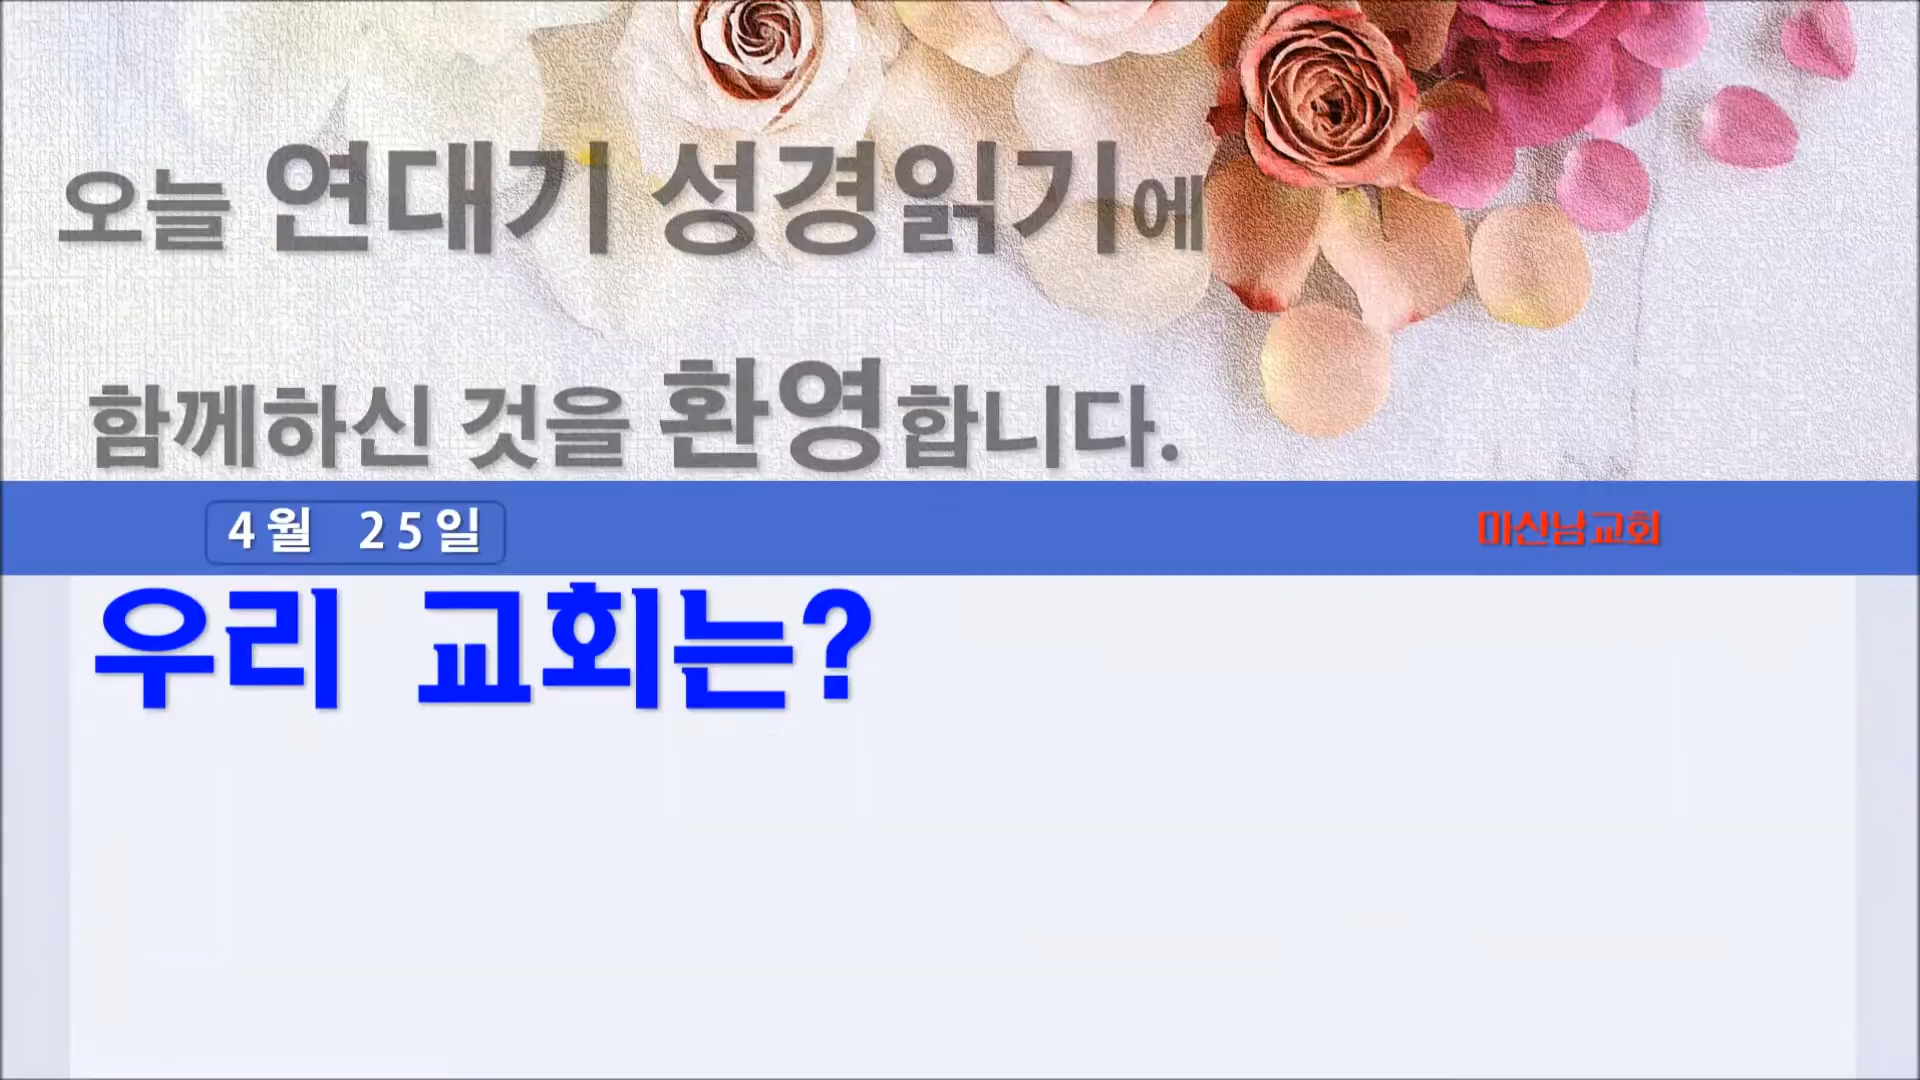 오늘 연대기 성경읽기에
함께하신 것을 환영합니다.
4월 25일
마산남교회
우리 교회는?